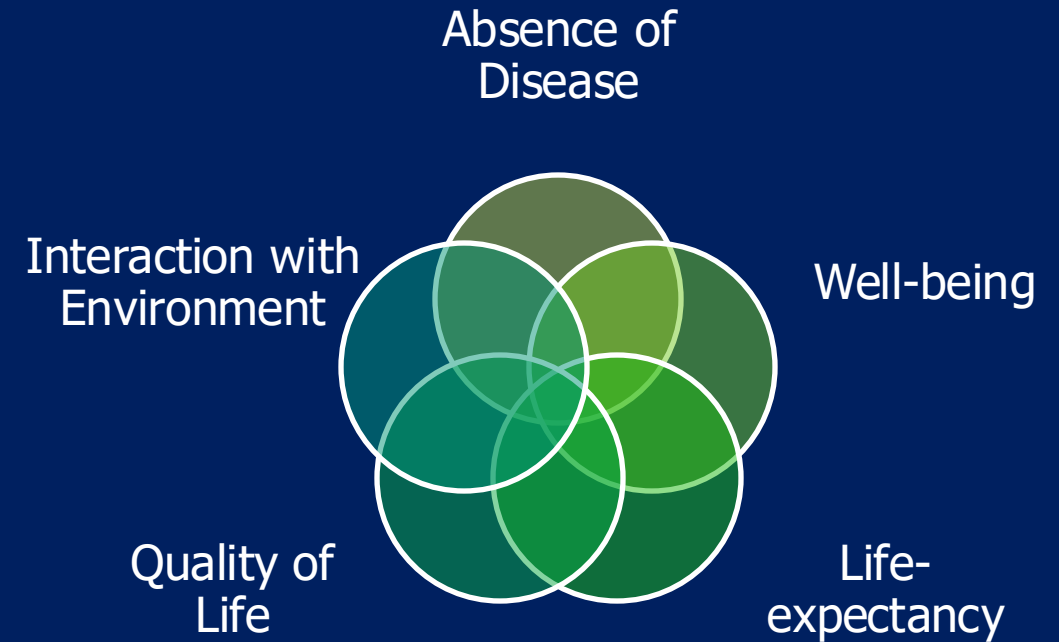 Absence of
Disease
Interaction with
Environment
Well-being
Quality of
Life
Life-
expectancy